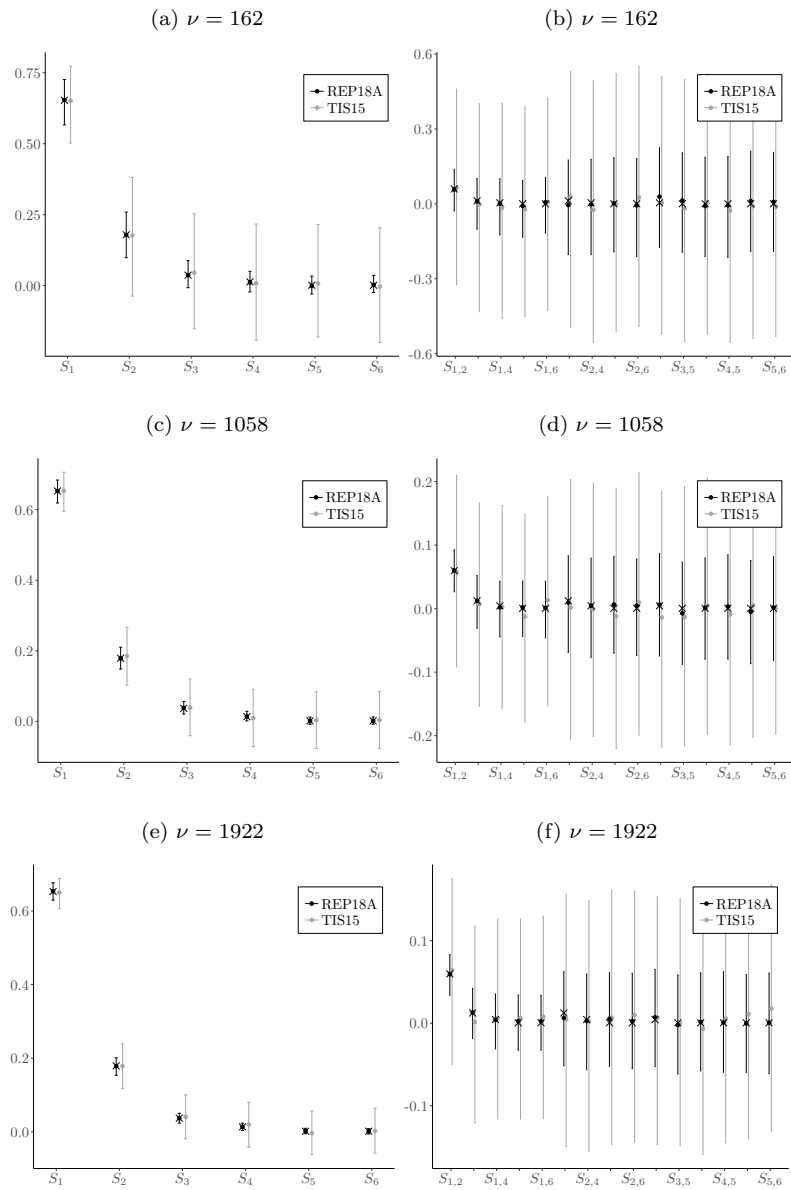 (a) ν = 162
0.75
0.50
0.25
0.00
REP18A
TIS15
S1 S2 S3 S4 S5 S6
(b) ν = 162
0.6
0.3
0.0
-0.3
-0.6
REP18A
TIS15
S1,2 S1,4 S1,6 S2,4 S2,6 S3,5 S4,5 S5,6
(c) ν = 1058
0.6
0.4
0.2
0.0
REP18A
TIS15
S1 S2 S3 S4 S5 S6
(d) ν = 1058
0.2
0.1
0.0
-0.1
-0.2
REP18A
TIS15
S1,2 S1,4 S1,6 S2,4 S2,6 S3,5 S4,5 S5,6
(e) ν = 1922
0.6
0.4
0.2
0.0
REP18A
TIS15
S1 S2 S3 S4 S5 S6
(f) ν = 1922
0.1
0.0
-0.1
REP18A
TIS15
S1,2 S1,4 S1,6 S2,4 S2,6 S3,5 S4,5 S5,6